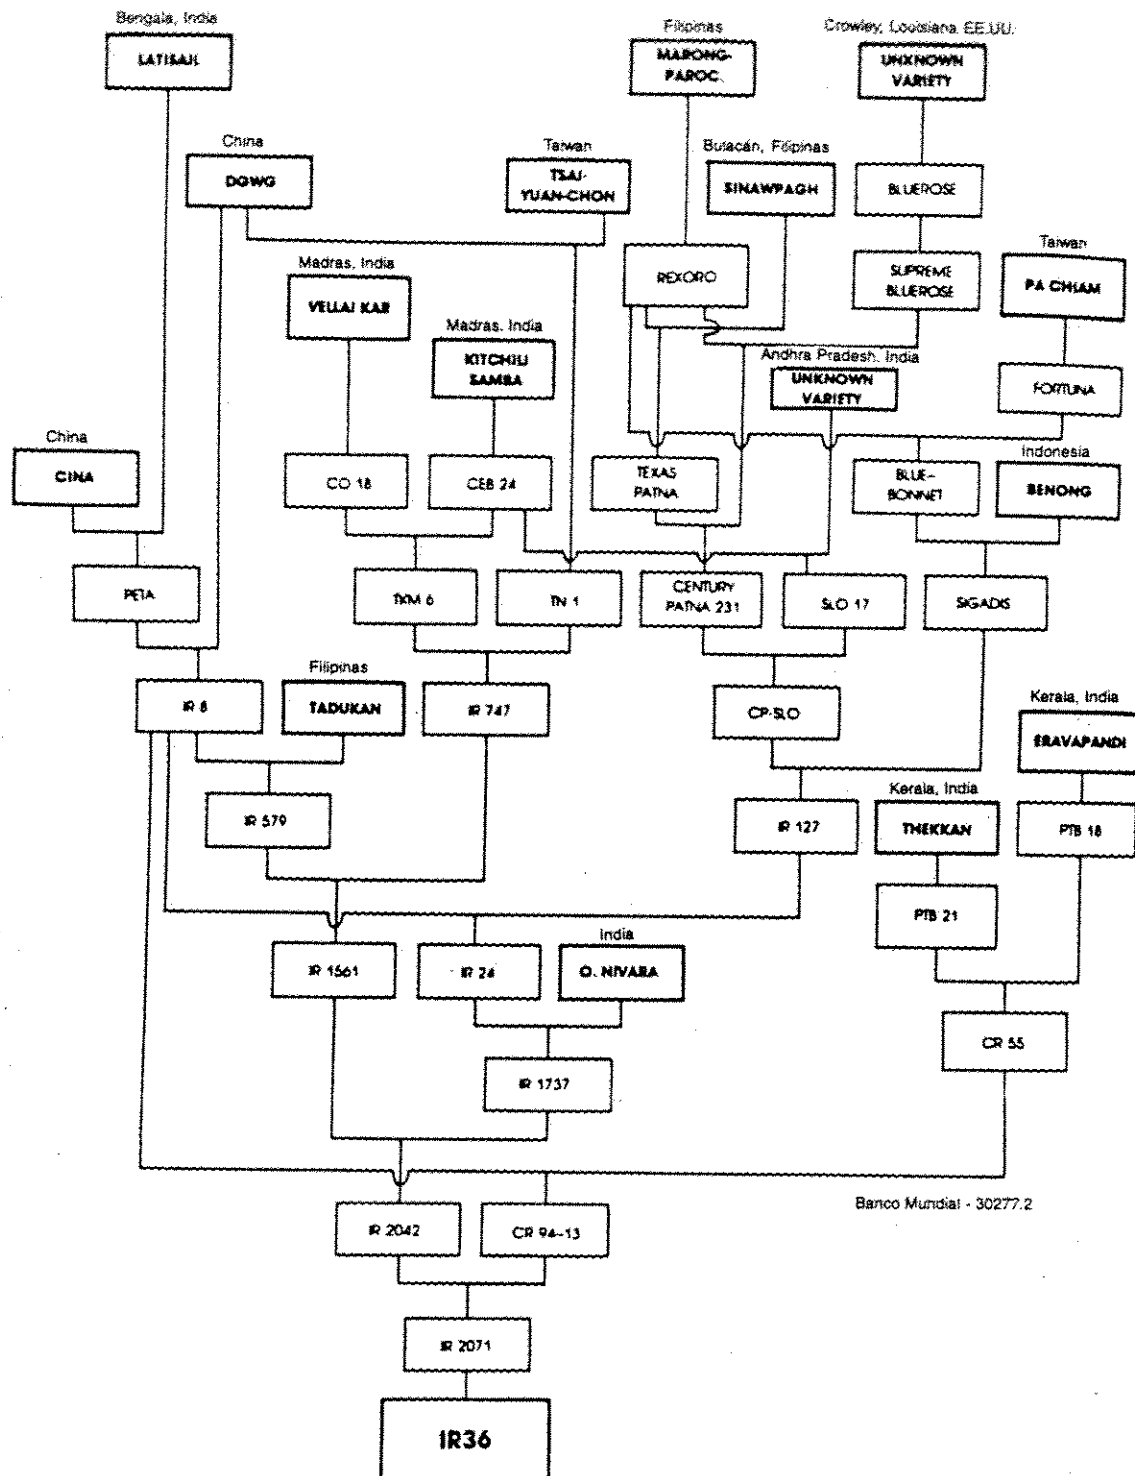 Bengala, India
LATISAIL
Filipinas
MARONG-
PAROC
Crowley, Louisiana, EE.UU.
UNKNOWN
VARIETY
China
DGWG
Taiwan
TSAI-
YUAN-CHON
Bulacán, Filipinas
SINAWPAGH
BLUEROSE
Madras, India
VELLAI KAR
REXORO
SUPREME
BLUEROSE
Taiwan
PA CHIAM
Madras, India
KITCHILI
SAMBA
Andhra Pradesh, India
UNKNOWN
VARIETY
FORTUNA
China
CINA
CO 18
CEB 24
TEXAS
PATNA
BLUE-
BONNET
Indonesia
BENONG
PETA
TKM 6
TN 1
CENTURY
PATNA 231
SLO 17
SIGADIS
IR 8
Filipinas
TADUKAN
IR 747
CP-SLO
Kerala, India
ERAVAPANDI
IR 579
IR 127
Kerala, India
THEKKAN
PTB 18
PTB 21
IR 1561
IR 24
India
O. NIVARA
CR 55
IR 1737
Banco Mundial - 30277.2
IR 2042
CR 94-13
IR 2071
IR36